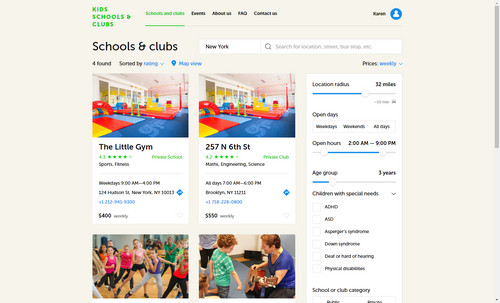 KIDS
SCHOOLS &
CLUBS
Schools and clubs
Events
About us
FAQ
Contact us
Karen
Schools & clubs
New York
Search for location, street, bus stop, etc.
4 found
Sorted by rating
Map view
Prices: weekly
The Little Gym
4.3
Private School
Sports, Fitness
Weekdays 9:00 AM—4:00 PM
124 Hudson St, New York, NY 10013
+1 212-945-9300
$400 weekly
257 N 6th St
4.2
Private Club
Maths, Engineering, Science
All days 7:00 AM—6:00 PM
Brooklyn, NY 11211
+1 718-218-0800
$550 weekly
Location radius
32 miles
Open days
Weekdays
Weekends
All days
Open hours
2:00 AM — 9:00 PM
Age group
3 years
Children with special needs
ADHD
ASD
Asperger's syndrome
Down syndrome
Deaf or hard of hearing
Physical disabilities
School or club category
Public
Private